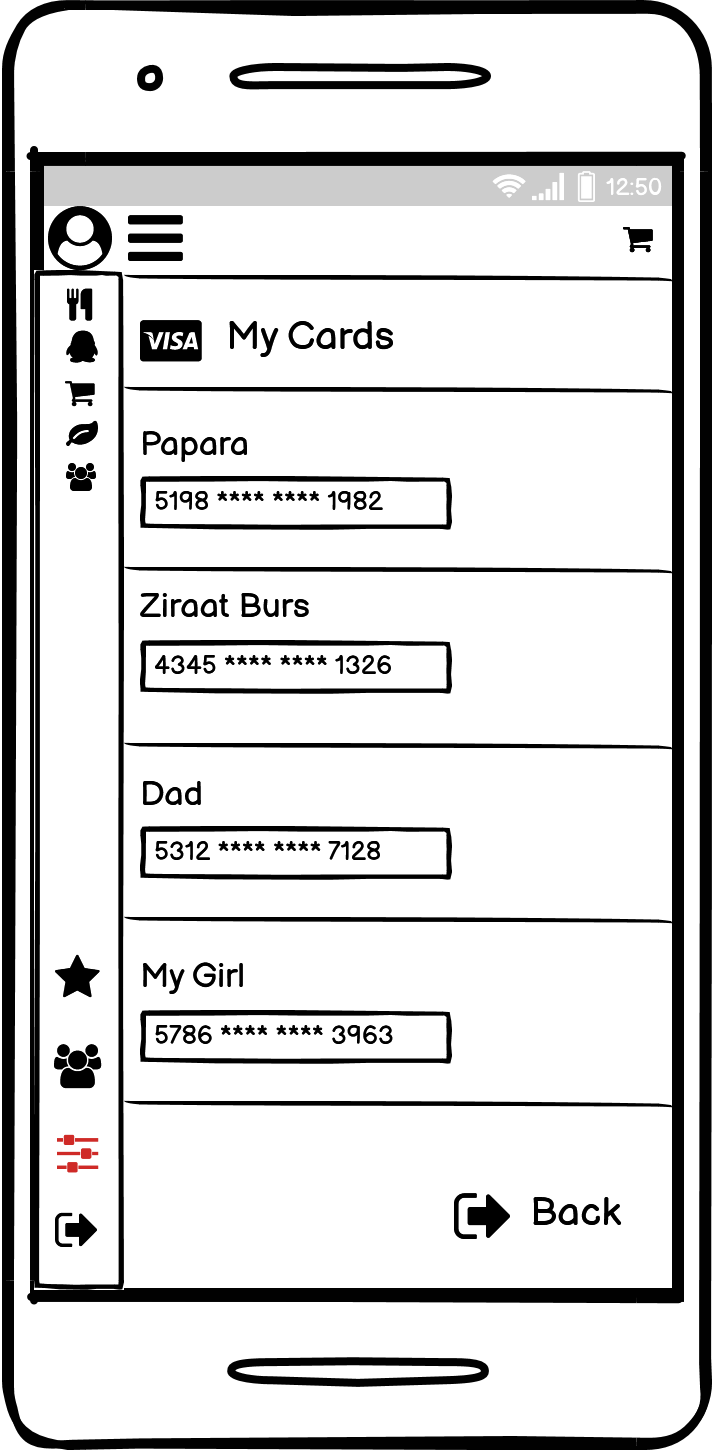 12:50
VISA My Cards
Papara
5198 **** **** 1982
Ziraat Burs
4345 **** **** 1326
Dad
5312 **** **** 7128
My Girl
5786 **** **** 3963
Back